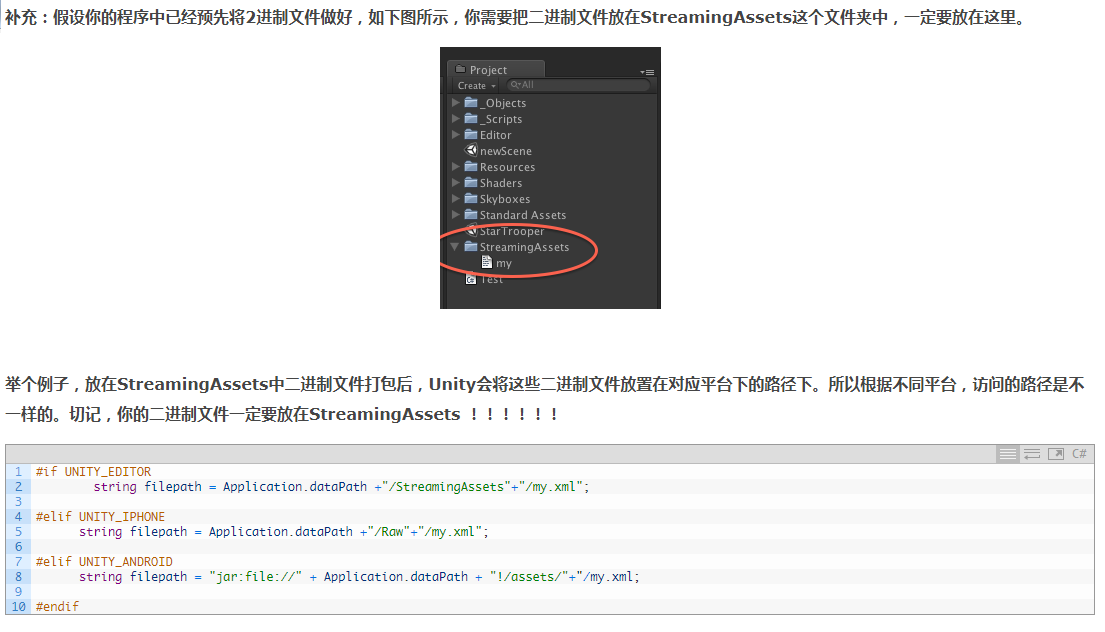 补充：假设你的程序中已经预先将2进制文件做好，如下图所示，你需要把二进制文件放在StreamingAssets这个文件夹中，一定要放在这里。
Project
Create
All
_Objects
_Scripts
Editor
newScene
Resources
Shaders
Skyboxes
Standard Assets
StarTrooper
StreamingAssets
my
Test
举个例子，放在StreamingAssets中二进制文件打包后，Unity会将这些二进制文件放置在对应平台下的路径下。所以根据不同平台，访问的路径是不
一样的。切记，你的二进制文件一定要放在StreamingAssets ！！！！！！
C#
1 #if UNITY_EDITOR
2 string filepath = Application.dataPath +"/StreamingAssets"+"/my.xml";
3
4 #elif UNITY_IPHONE
5 string filepath = Application.dataPath +"/Raw"+"/my.xml";
6
7 #elif UNITY_ANDROID
8 string filepath = "jar:file://" + Application.dataPath + "!/assets/"+"/my.xml;
9
10 #endif